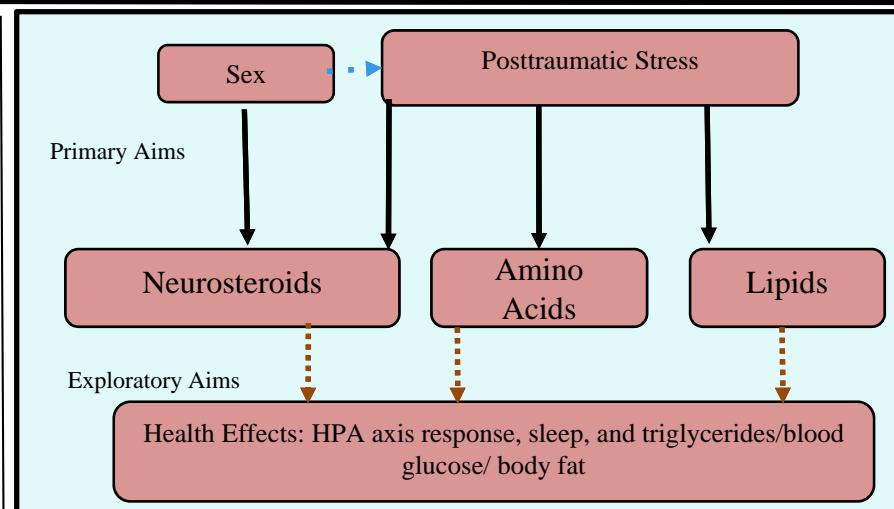 Sex
Posttraumatic Stress
Primary Aims
Neurosteroids
Amino
Acids
Lipids
Exploratory Aims
Health Effects: HPA axis response, sleep, and triglycerides/blood
glucose/ body fat